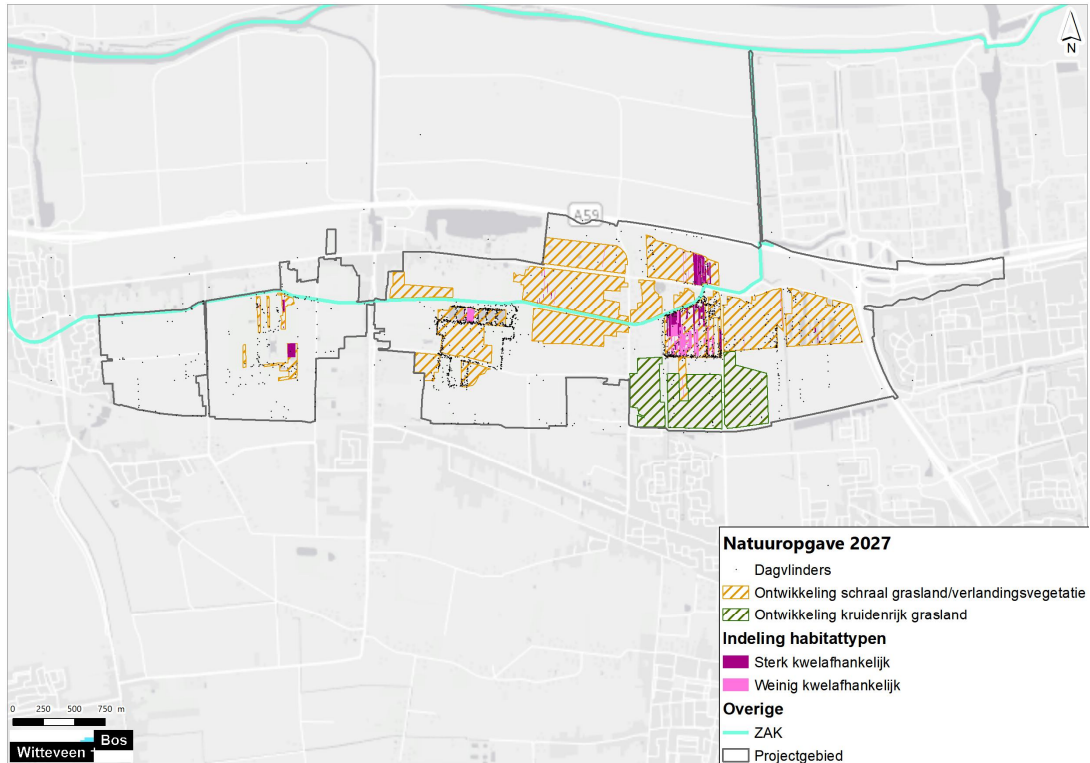 N
A59
Natuuropgave 2027
Dagvlinders
Ontwikkeling schraal grasland/verlandingsvegetatie
Ontwikkeling kruidenrijk grasland
Indeling habitattypen
Sterk kwelafhankelijk
Weinig kwelafhankelijk
Overige
ZAK
Projectgebied
0 250 500 750 m
Bos
Witteveen +